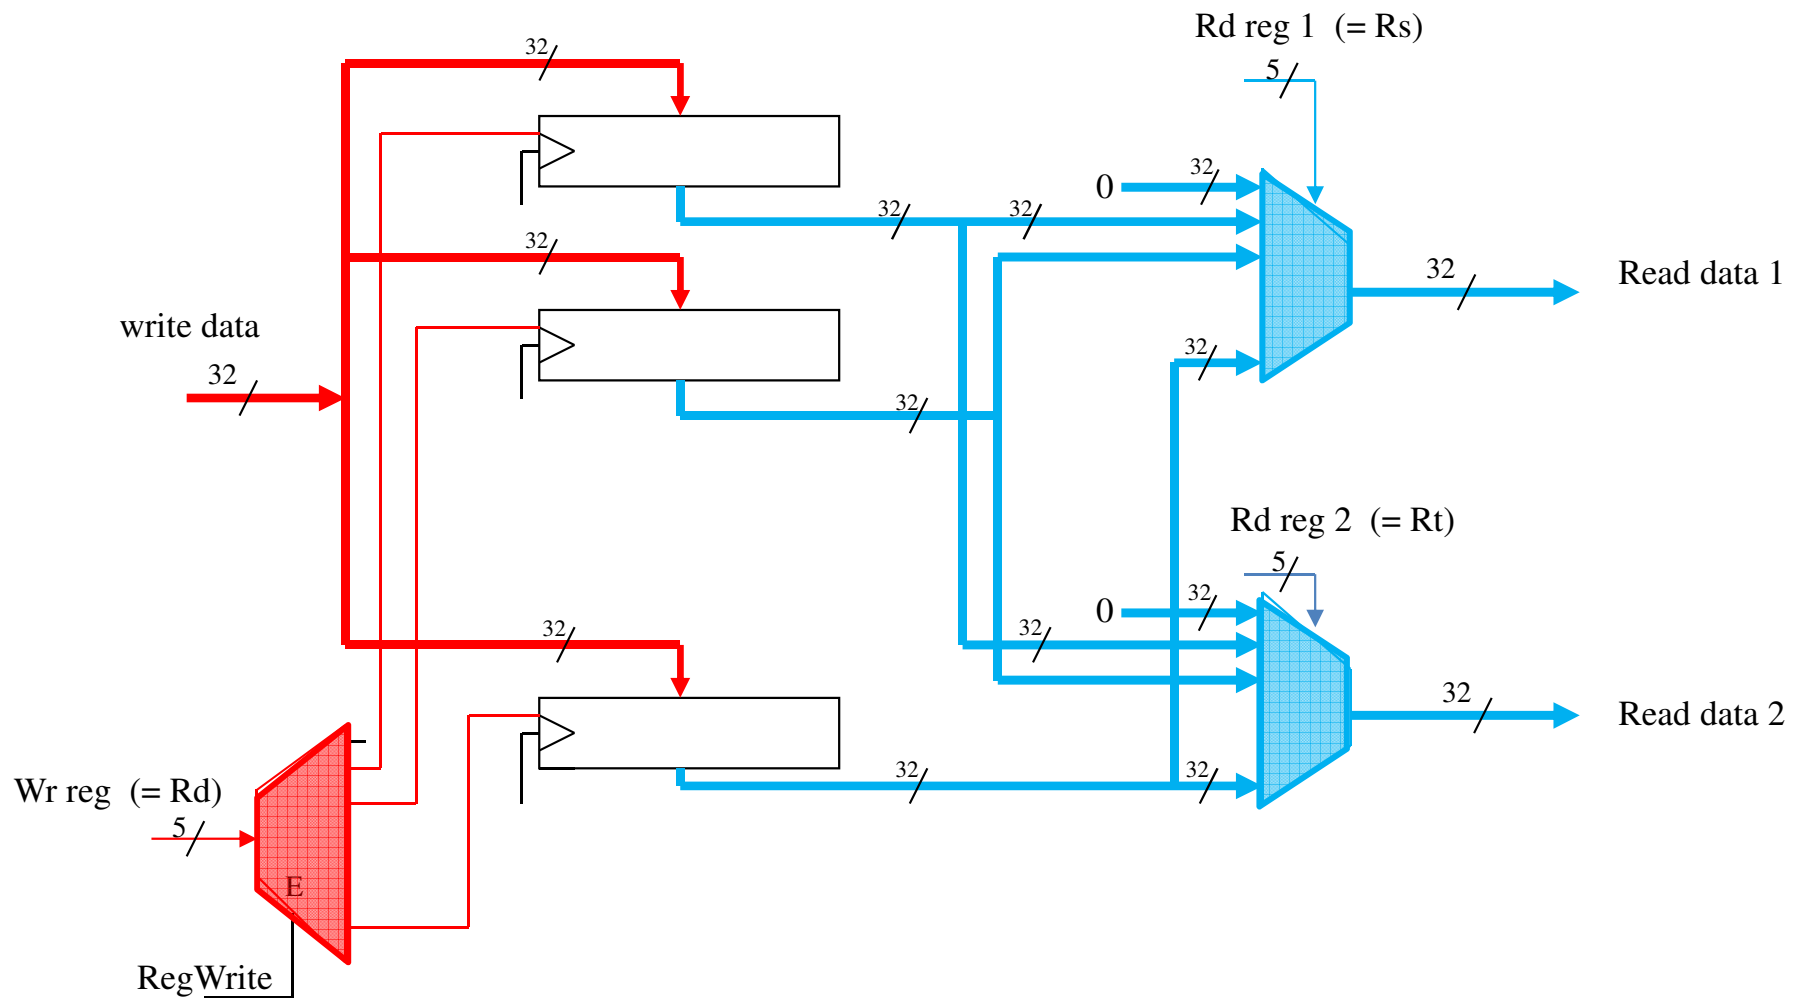 Rd reg 1 (= Rs)
32
5
32
0
32
32
32
32
Read data 1
write data
32
32
32
32
Rd reg 2 (= Rt)
5
32
0
32
32
32
Read data 2
32
32
Wr reg (= Rd)
5
E
RegWrite